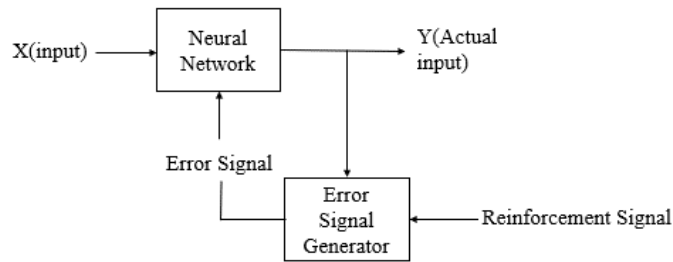 X(input)
Neural
Network
Y(Actual
input)
Error Signal
Error
Signal
Generator
Reinforcement Signal